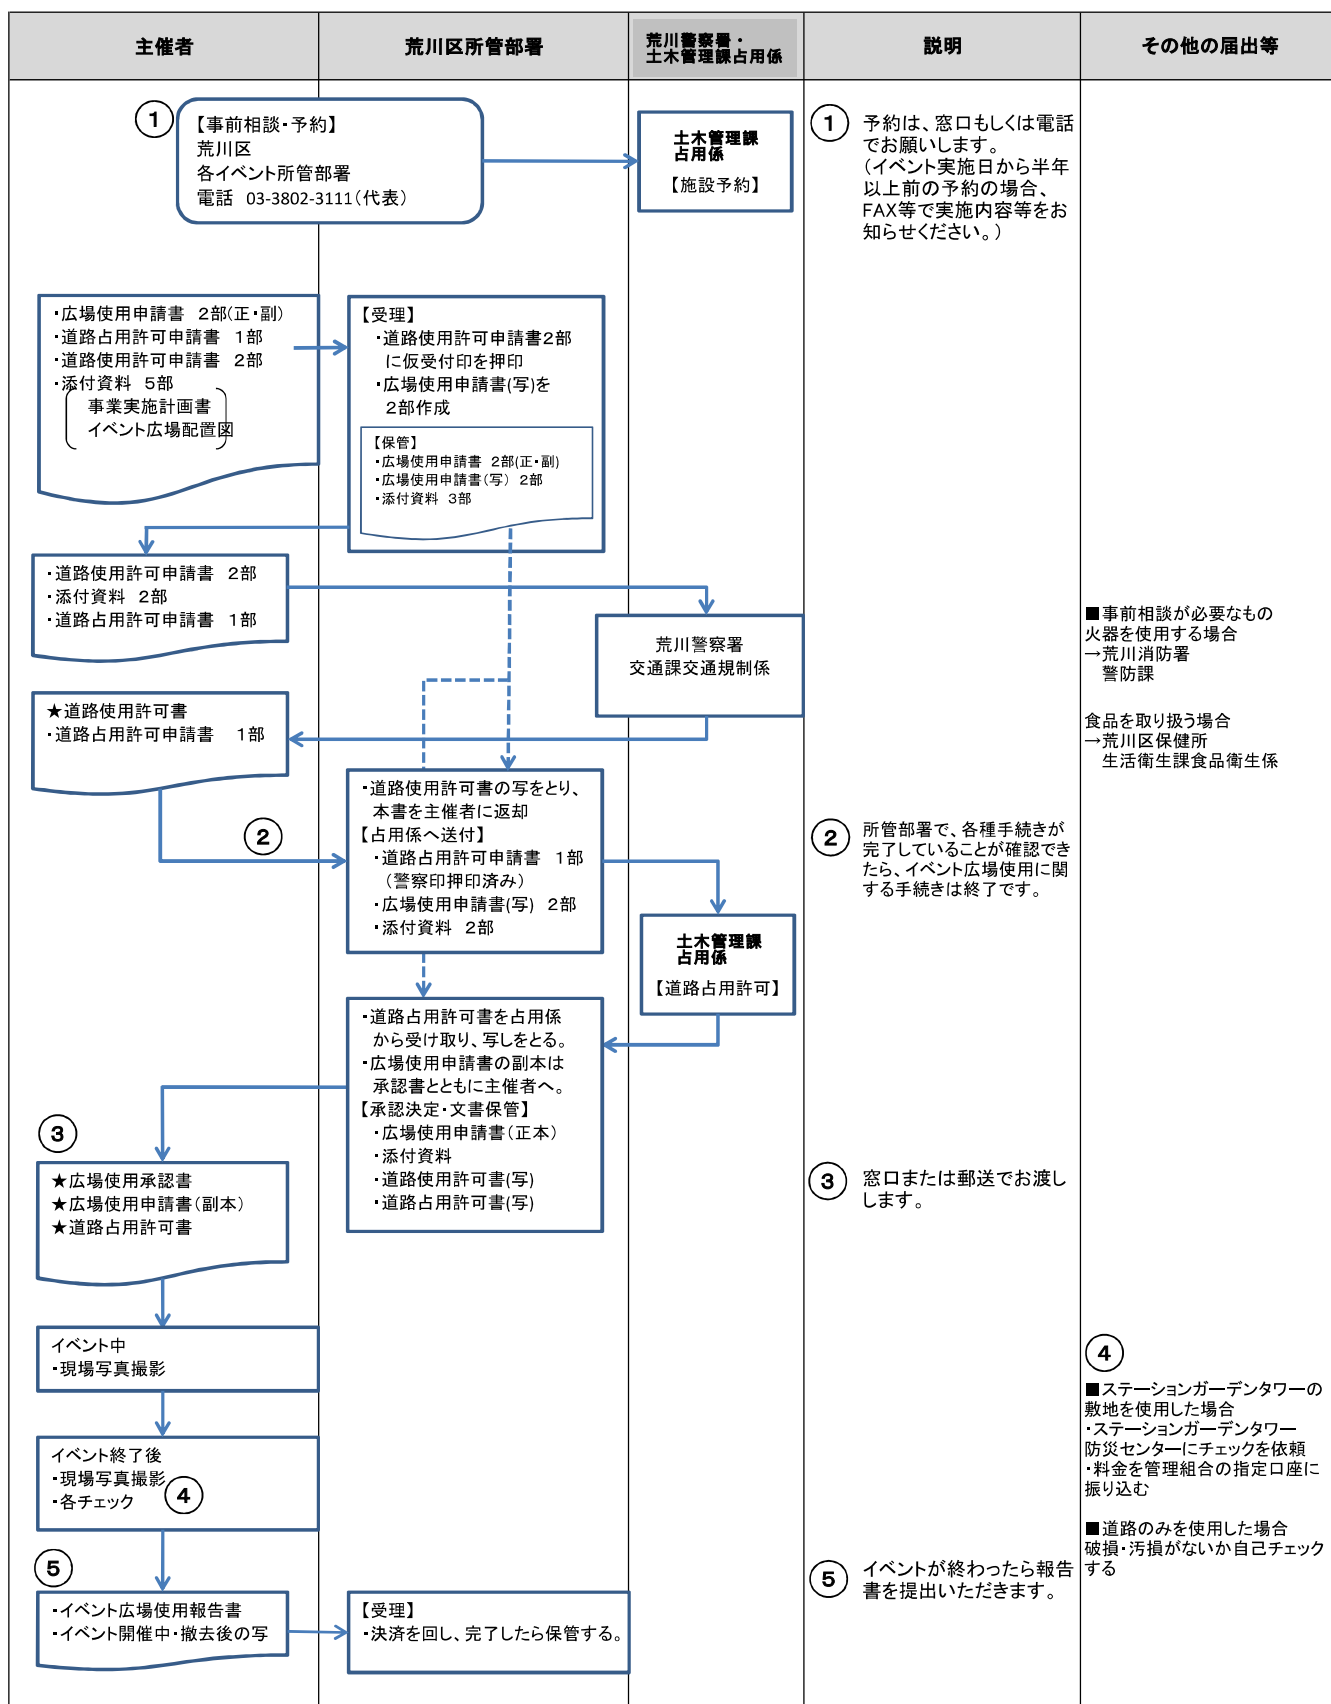 主催者
荒川区所管部署
荒川警察署・
土木管理課占用係
説明
その他の届出等
①
【事前相談・予約】
荒川区
各イベント所管部署
電話 03-3802-3111（代表）
土木管理課
占用係
【施設予約】
①
予約は、窓口もしくは電話
でお願いします。
（イベント実施日から半年
以上前の予約の場合、
FAX等で実施内容等をお
知らせください。）
・広場使用申請書 2部(正・副)
・道路占用許可申請書 1部
・道路使用許可申請書 2部
・添付資料 5部
事業実施計画書
イベント広場配置図
【受理】
・道路使用許可申請書2部
に仮受付印を押印
・広場使用申請書(写)を
2部作成
【保管】
・広場使用申請書 2部(正・副)
・広場使用申請書(写) 2部
・添付資料 3部
・道路使用許可申請書 2部
・添付資料 2部
・道路占用許可申請書 1部
荒川警察署
交通課交通規制係
■事前相談が必要なもの
火器を使用する場合
→荒川消防署
警防課
食品を取り扱う場合
→荒川区保健所
生活衛生課食品衛生係
★道路使用許可書
・道路占用許可申請書 1部
②
・道路使用許可書の写をとり、
本書を主催者に返却
【占用係へ送付】
・道路占用許可申請書 1部
（警察印押印済み）
・広場使用申請書(写) 2部
・添付資料 2部
②
所管部署で、各種手続きが
完了していることが確認でき
たら、イベント広場使用に関
する手続きは終了です。
土木管理課
占用係
【道路占用許可】
・道路占用許可書を占用係
から受け取り、写しをとる。
・広場使用申請書の副本は
承認書とともに主催者へ。
【承認決定・文書保管】
・広場使用申請書（正本）
・添付資料
・道路使用許可書(写)
・道路占用許可書(写)
③
★広場使用承認書
★広場使用申請書（副本）
★道路占用許可書
③
窓口または郵送でお渡し
します。
イベント中
・現場写真撮影
イベント終了後
・現場写真撮影
・各チェック
④
④
■ステーションガーデンタワーの
敷地を使用した場合
・ステーションガーデンタワー
防災センターにチェックを依頼
・料金を管理組合の指定口座に
振り込む
■道路のみを使用した場合
破損・汚損がないか自己チェック
する
⑤
・イベント広場使用報告書
・イベント開催中・撤去後の写
【受理】
・決済を回し、完了したら保管する。
⑤
イベントが終わったら報告
書を提出いただきます。